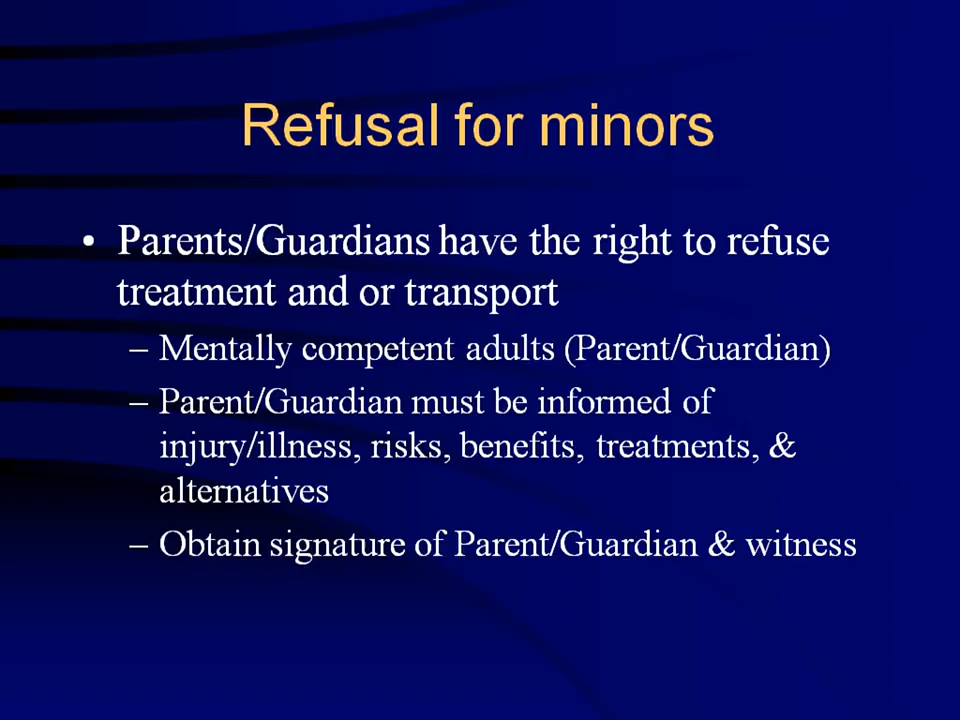 Refusal for minors
• Parents/Guardians have the right to refuse
treatment and or transport
– Mentally competent adults (Parent/Guardian)
– Parent/Guardian must be informed of
injury/illness, risks, benefits, treatments, &
alternatives
– Obtain signature of Parent/Guardian & witness